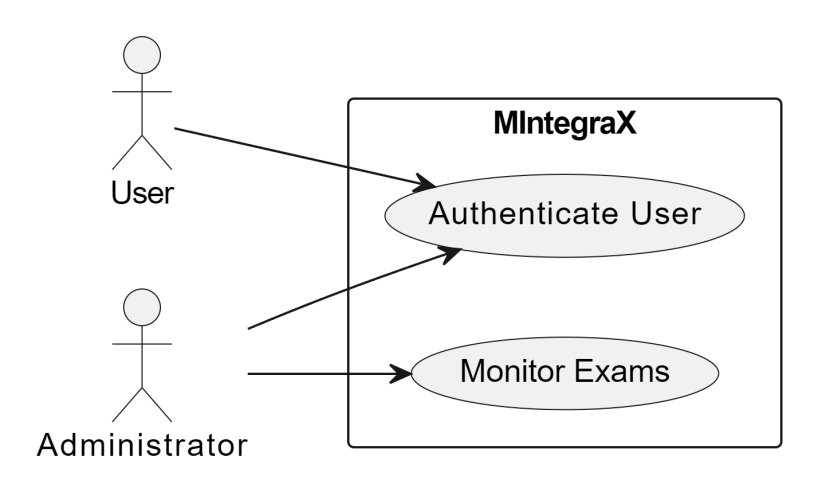 MIntegraX
User
Authenticate User
Monitor Exams
Administrator